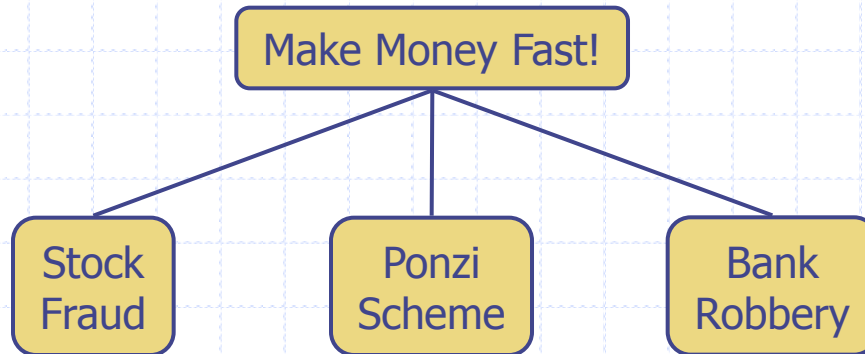 Make Money Fast!
Stock
Fraud
Ponzi
Scheme
Bank
Robbery